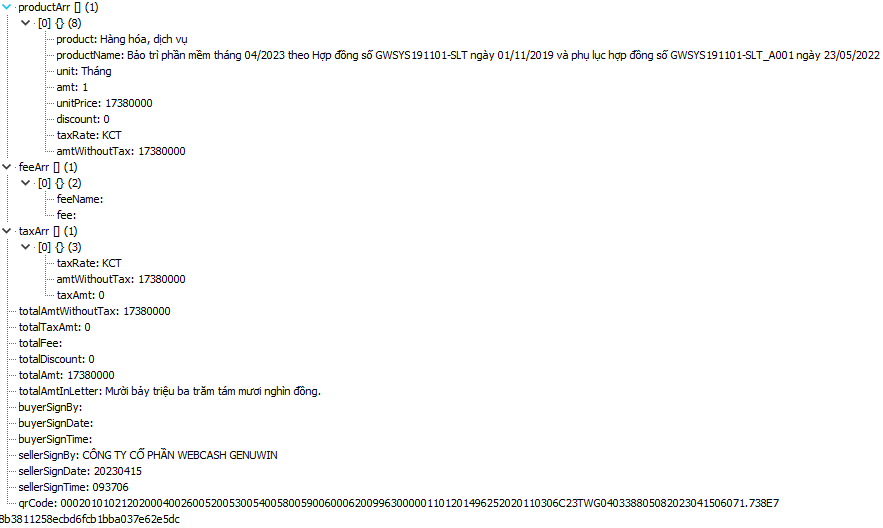 productArr [] (1)
[0] {} (8)
product: Hàng hóa, dịch vụ
productName: Bảo trì phần mềm tháng 04/2023 theo Hợp đồng số GWSYS191101-SLT ngày 01/11/2019 và phụ lục hợp đồng số GWSYS191101-SLT_A001 ngày 23/05/2022
unit: Tháng
amt: 1
unitPrice: 17380000
discount: 0
taxRate: KCT
amtWithoutTax: 17380000
feeArr [] (1)
[0] {} (2)
feeName:
fee:
taxArr [] (1)
[0] {} (3)
taxRate: KCT
amtWithoutTax: 17380000
taxAmt: 0
totalAmtWithoutTax: 17380000
totalTaxAmt: 0
totalFee:
totalDiscount: 0
totalAmt: 17380000
totalAmtInLetter: Mười bảy triệu ba trăm tám mươi nghìn đồng.
buyerSignBy:
buyerSignDate:
buyerSignTime:
sellerSignBy: CÔNG TY CỔ PHẦN WEBCASH GENUWIN
sellerSignDate: 20230415
sellerSignTime: 093706
qrCode: 00020101021202000400260052005300540058005900600062009963000001101201496252020110306C23TWG040338805082023041506071.738E7
8b3811258ecbd6fcb1bba037e62e5dc